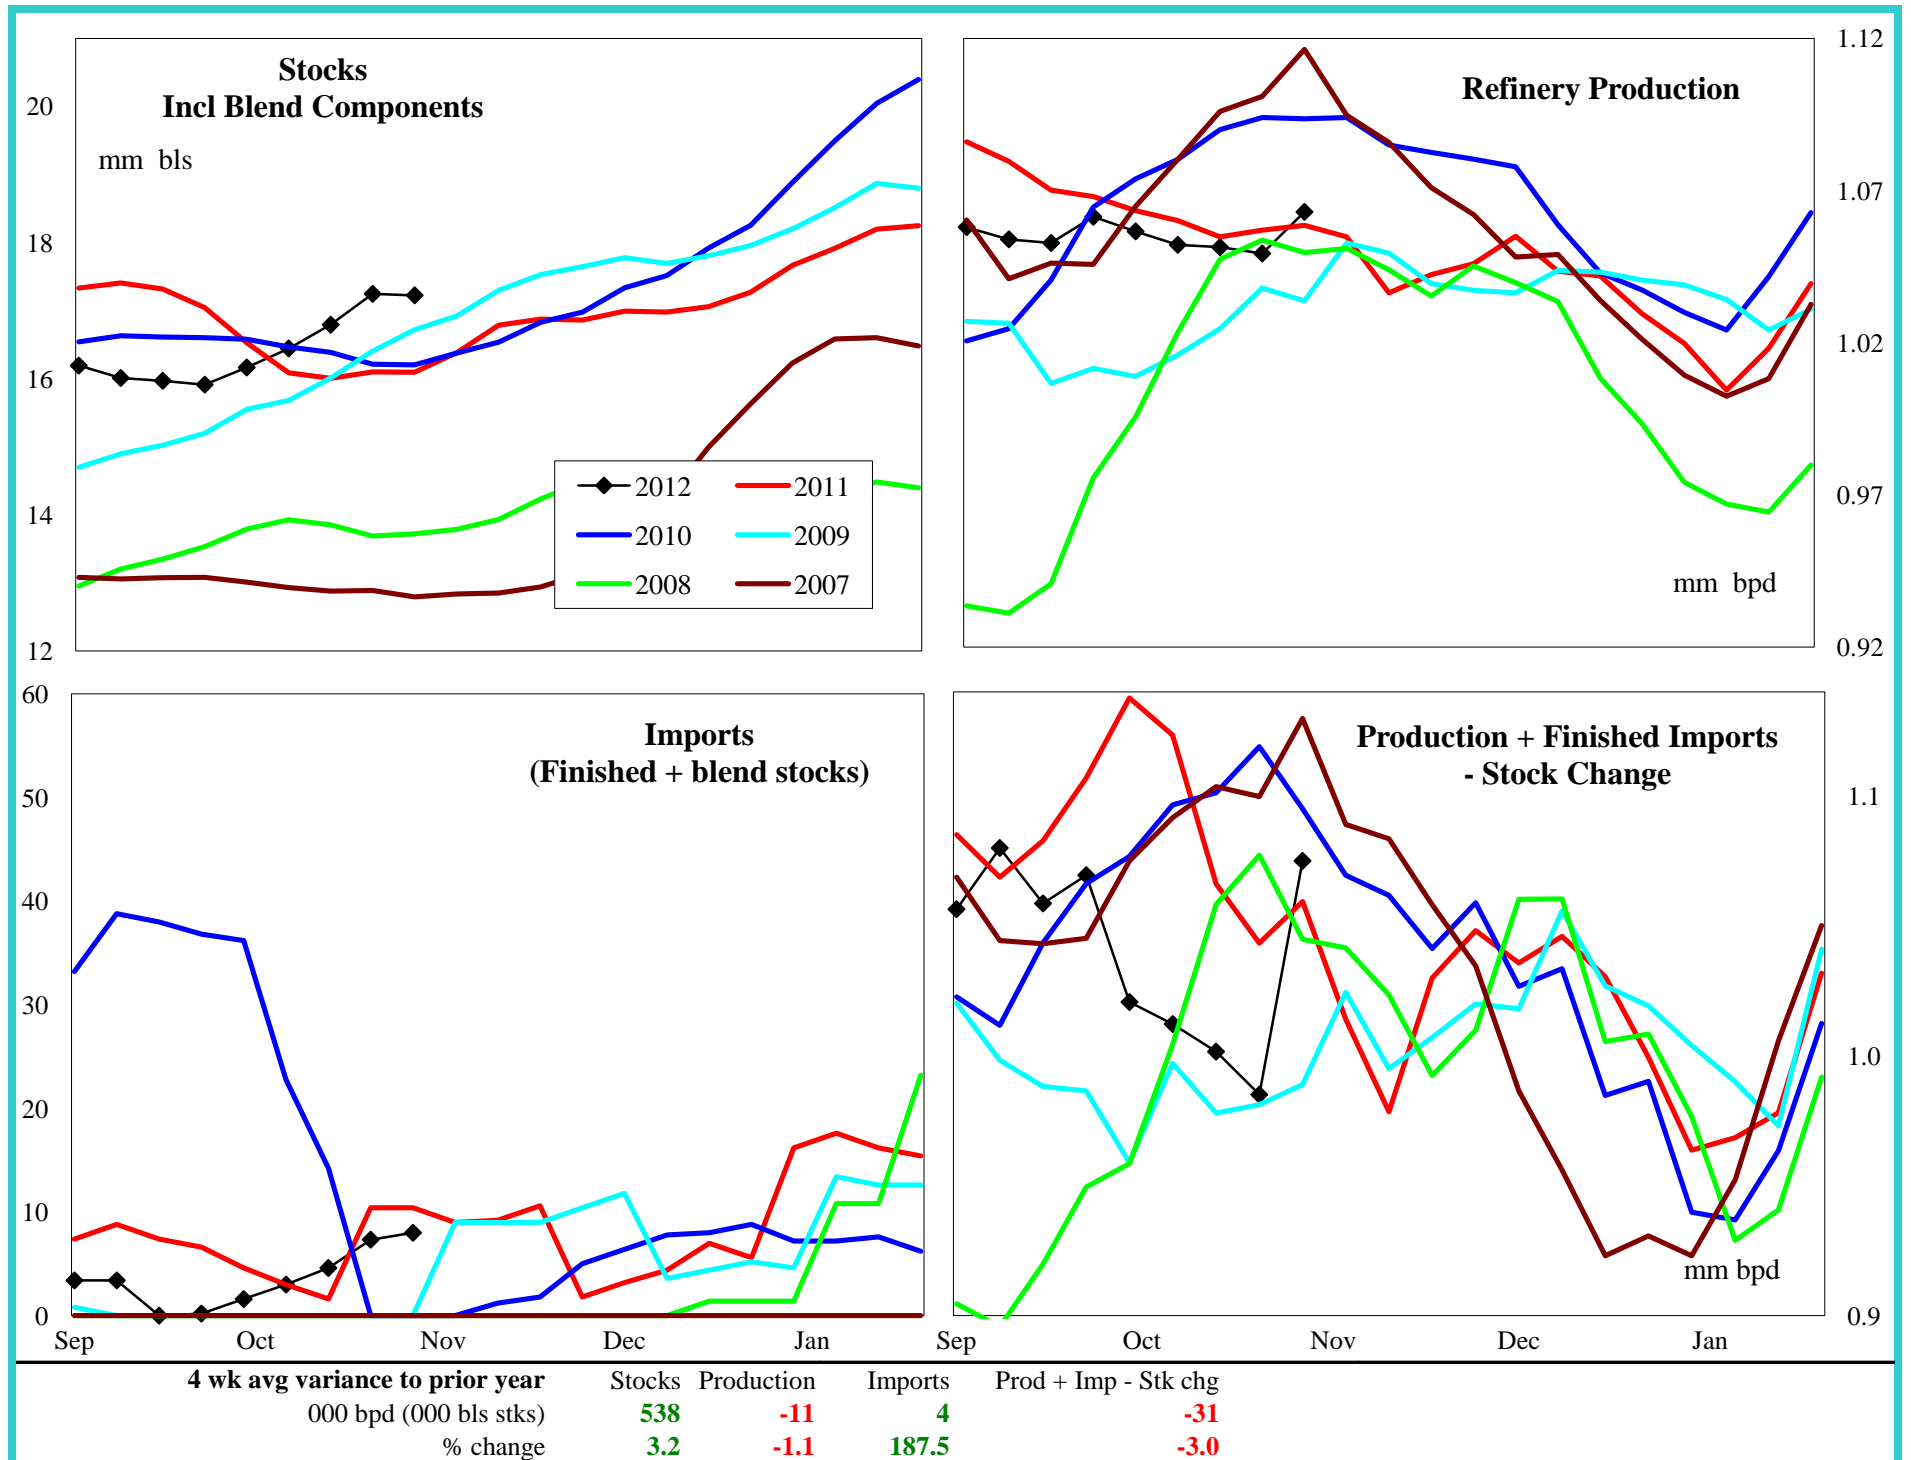 Stocks
Incl Blend Components
mm bls
20
18
16
14
12
2012
2011
2010
2009
2008
2007
Refinery Production
mm bpd
1.12
1.07
1.02
0.97
0.92
Imports
(Finished + blend stocks)
60
50
40
30
20
10
0
Sep Oct Nov Dec Jan
Production + Finished Imports
- Stock Change
mm bpd
1.1
1.0
0.9
Sep Oct Nov Dec Jan
4 wk avg variance to prior year Stocks Production Imports Prod + Imp - Stk chg
000 bpd (000 bls stks) 538 -11 4 -31
% change 3.2 -1.1 187.5 -3.0